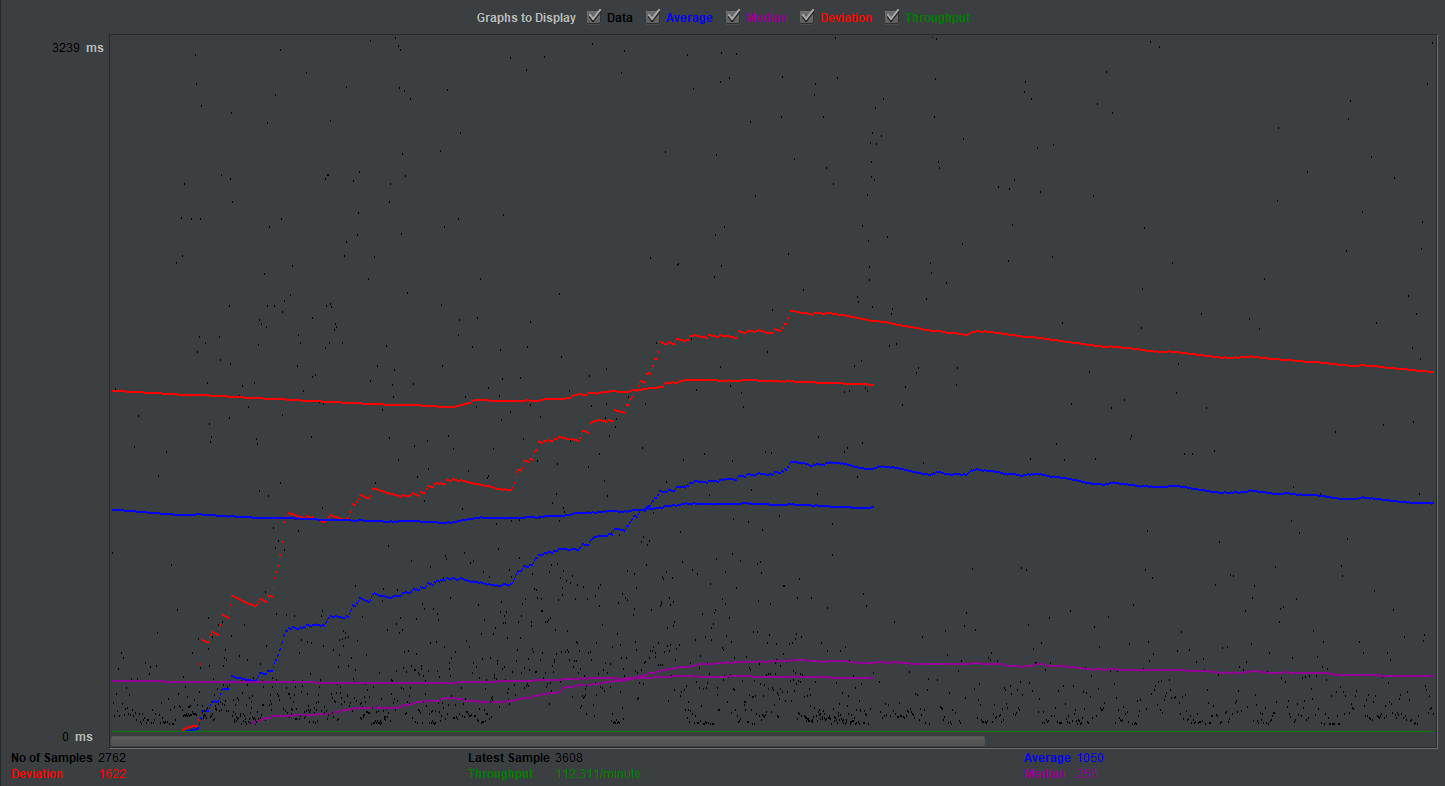 Graphs to Display Data Average Median Deviation Throughput
3239 ms
0 ms
No of Samples 2762 Latest Sample 3608 Average 1050
Deviation 1622 Throughput 112.311/minute Median